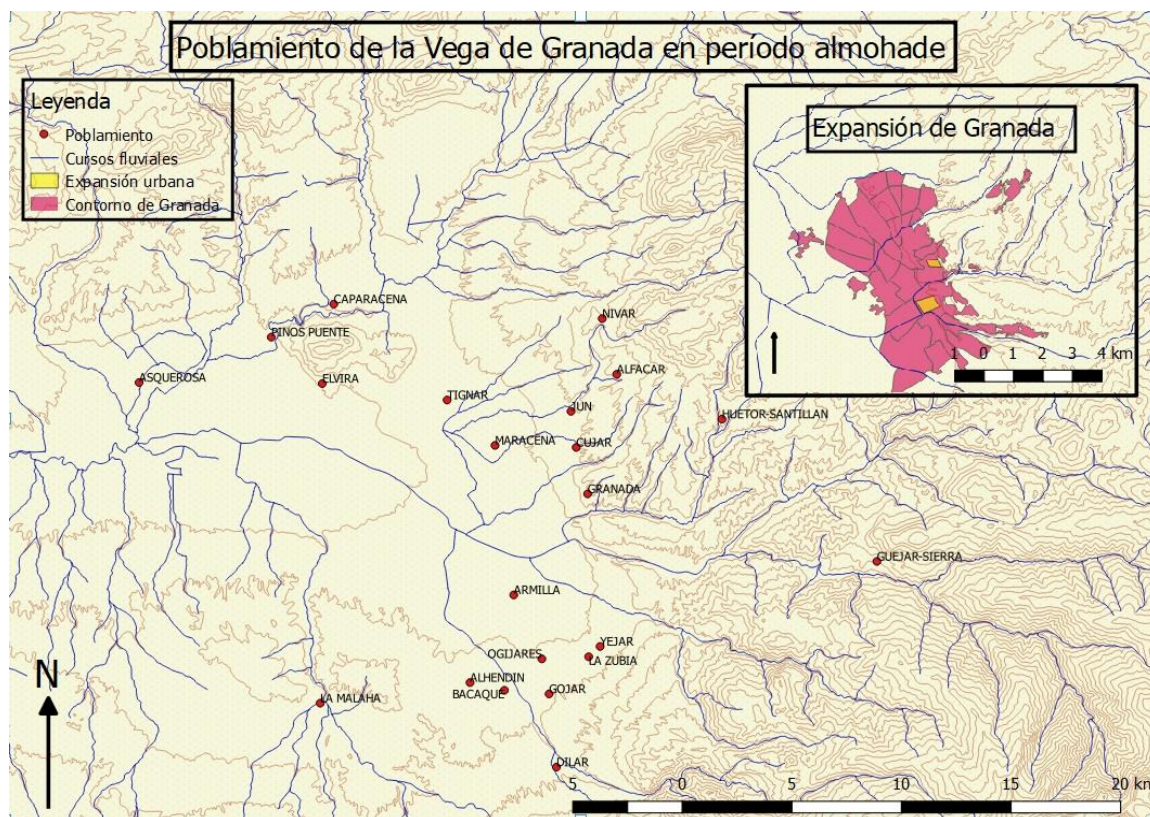 Poblamiento de la Vega de Granada en período almohade
Leyenda
Poblamiento
Cursos fluviales
Expansión urbana
Contorno de Granada
Expansión de Granada
1 0 1 2 3 4 km
CAPARACENA
PINOS PUENTE
NIVAR
ASQUEROSA
ELVIRA
ALFACAR
TIGNAR
JUN
HUETOR-SANTILLAN
MARACENA
CUJAR
GRANADA
GUEJAR-SIERRA
ARMILLA
YEJAR
OGIJARES
LA ZUBIA
ALHENDIN
BACAQUE
GOJAR
N
LA MALAHA
DILAR
5 0 5 10 15 20 km